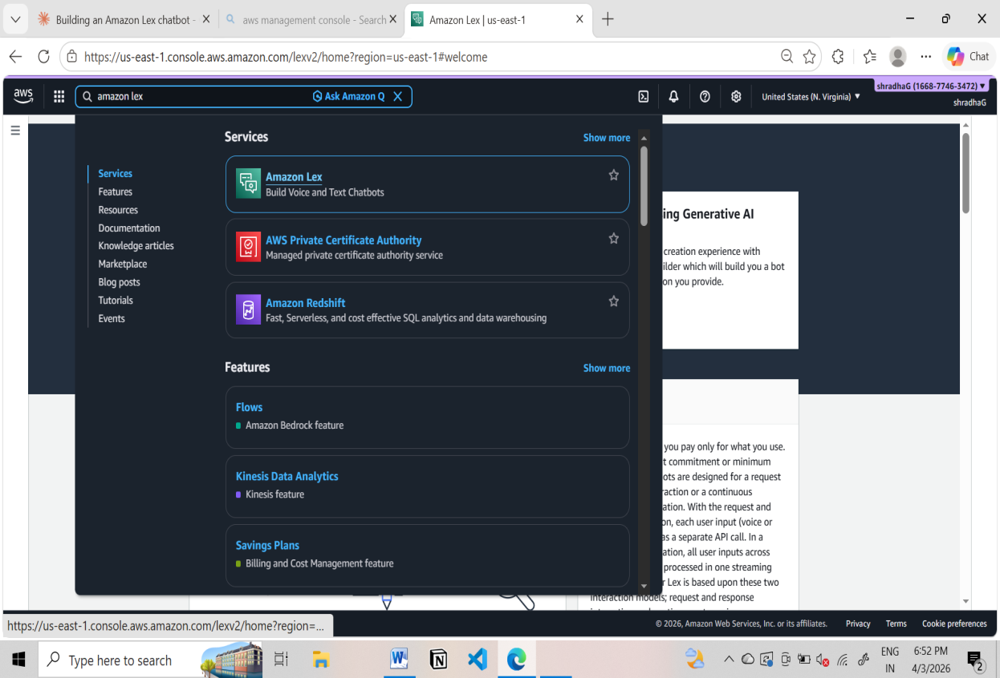 Building an Amazon Lex chatbot -
aws management console - Search
Amazon Lex | us-east-1
https://us-east-1.console.aws.amazon.com/lexv2/home?region=us-east-1#welcome
Chat
aws
amazon lex
Ask Amazon Q
United States (N. Virginia)
shradhaG (1668-7746-3472)
shradhaG
Services
Features
Resources
Documentation
Knowledge articles
Marketplace
Blog posts
Tutorials
Events
Services
Show more
Amazon Lex
Build Voice and Text Chatbots
AWS Private Certificate Authority
Managed private certificate authority service
Amazon Redshift
Fast, Serverless, and cost effective SQL analytics and data warehousing
Features
Show more
Flows
Amazon Bedrock feature
Kinesis Data Analytics
Kinesis feature
Savings Plans
Billing and Cost Management feature
ing Generative AI
creation experience with
ilder which will build you a bot
on you provide.
you pay only for what you use.
t commitment or minimum
ots are designed for a request
raction or a continuous
ation. With the request and
on, each user input (voice or
as a separate API call. In a
ation, all user inputs across
processed in one streaming
r Lex is based upon these two
interaction models; request and response
https://us-east-1.console.aws.amazon.com/lexv2/home?region=...
© 2026, Amazon Web Services, Inc. or its affiliates.
Privacy
Terms
Cookie preferences
Type here to search
ENG
IN
6:52 PM
4/3/2026
2